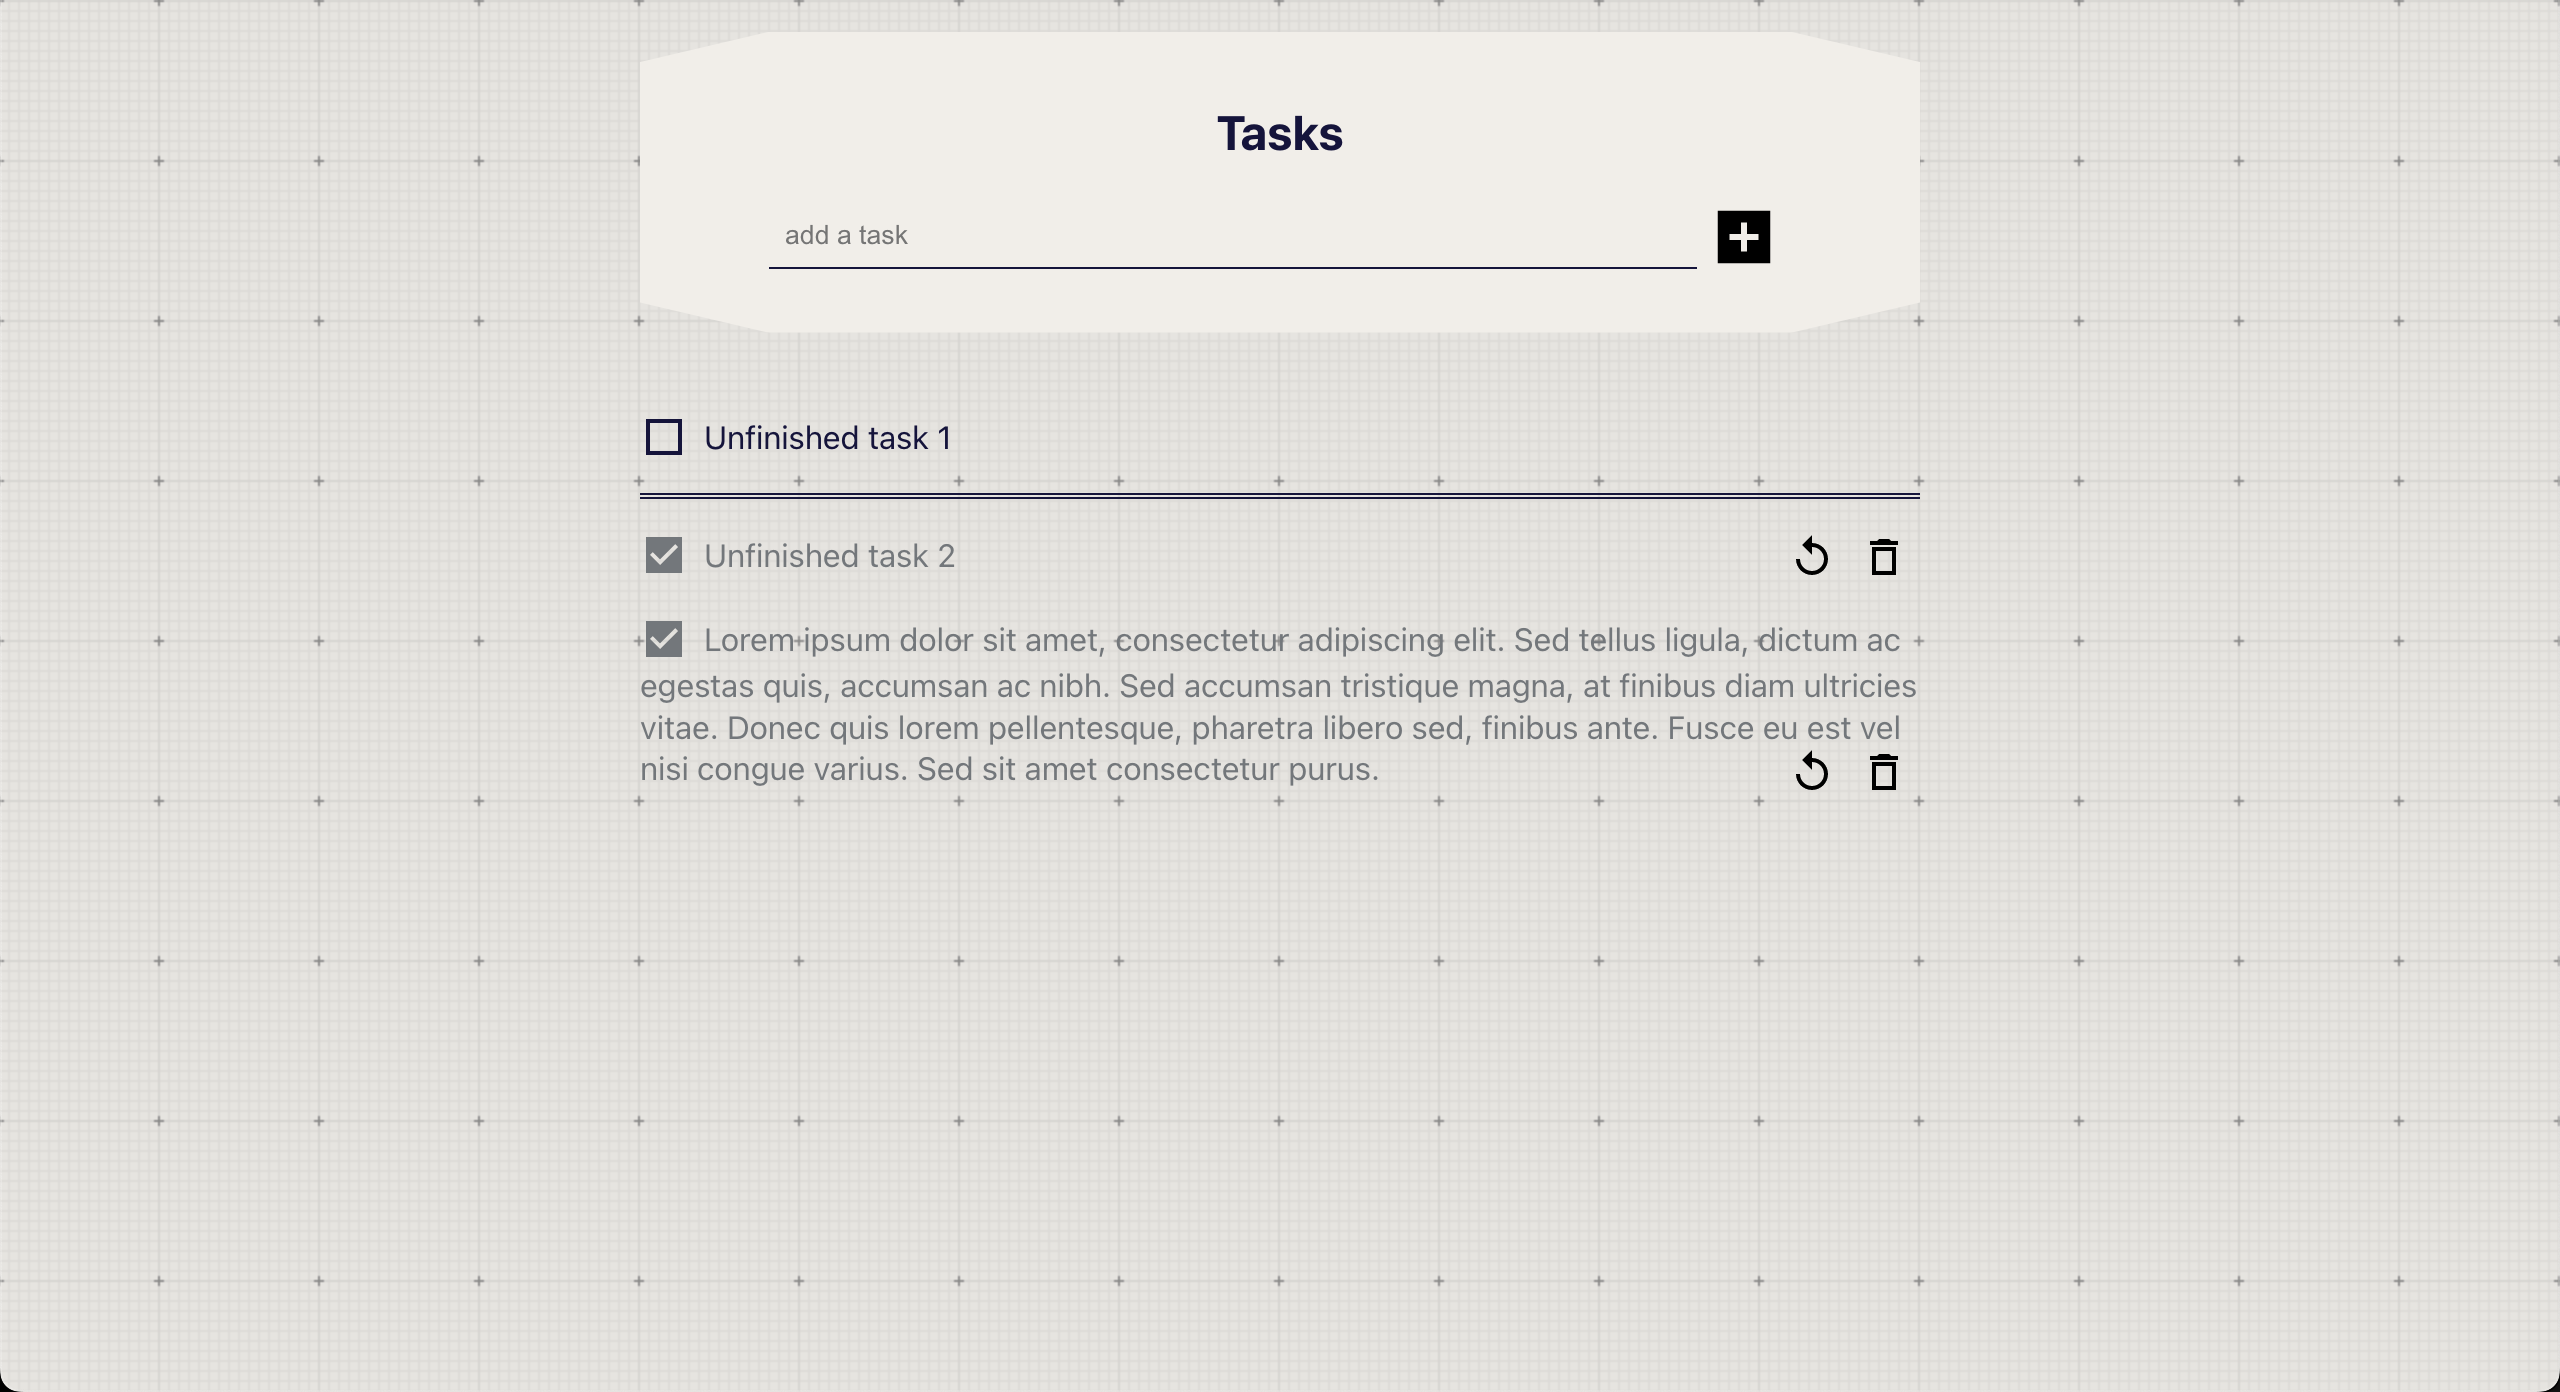 Tasks
add a task
Unfinished task 1
Unfinished task 2
Lorem ipsum dolor sit amet, consectetur adipiscing elit. Sed tellus ligula, dictum ac
egestas quis, accumsan ac nibh. Sed accumsan tristique magna, at finibus diam ultricies
vitae. Donec quis lorem pellentesque, pharetra libero sed, finibus ante. Fusce eu est vel
nisi congue varius. Sed sit amet consectetur purus.